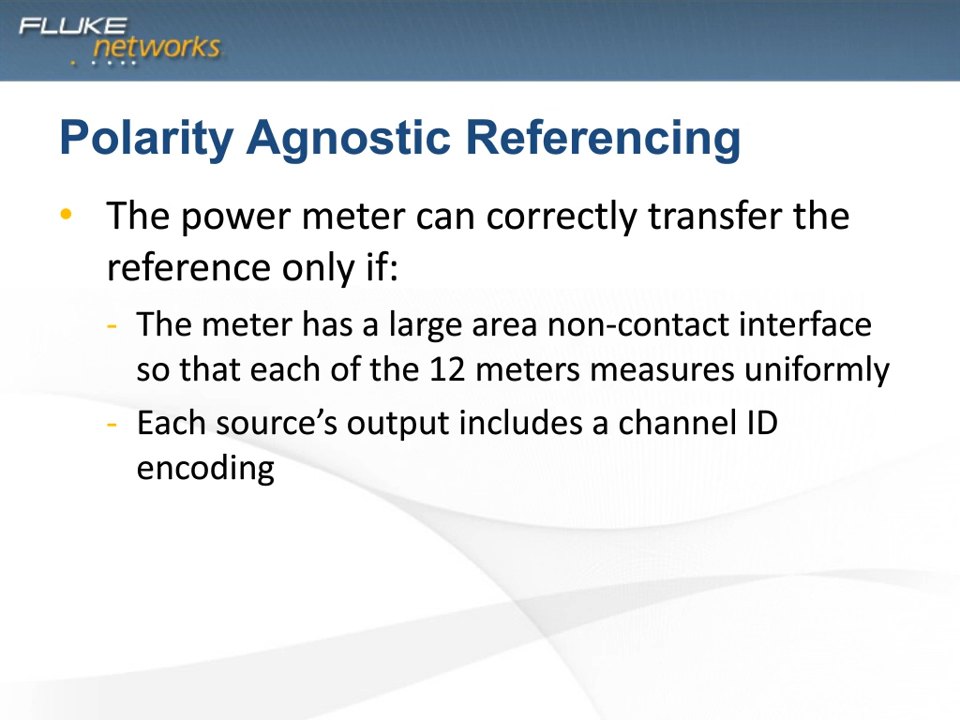 FLUKE
networks
Polarity Agnostic Referencing
• The power meter can correctly transfer the
reference only if:
- The meter has a large area non-contact interface
so that each of the 12 meters measures uniformly
- Each source’s output includes a channel ID
encoding